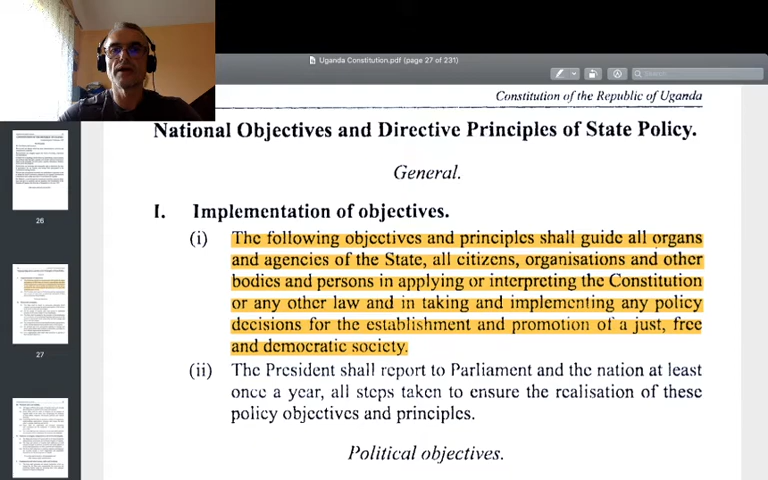 Uganda Constitution.pdf (page 27 of 231)
Search
Constitution of the Republic of Uganda
National Objectives and Directive Principles of State Policy.
General.
I. Implementation of objectives.
(i) The following objectives and principles shall guide all organs
and agencies of the State, all citizens, organisations and other
bodies and persons in applying or interpreting the Constitution
or any other law and in taking and implementing any policy
decisions for the establishment and promotion of a just, free
and democratic society.
(ii) The President shall report to Parliament and the nation at least
once a year, all steps taken to ensure the realisation of these
policy objectives and principles.
Political objectives.
26
27